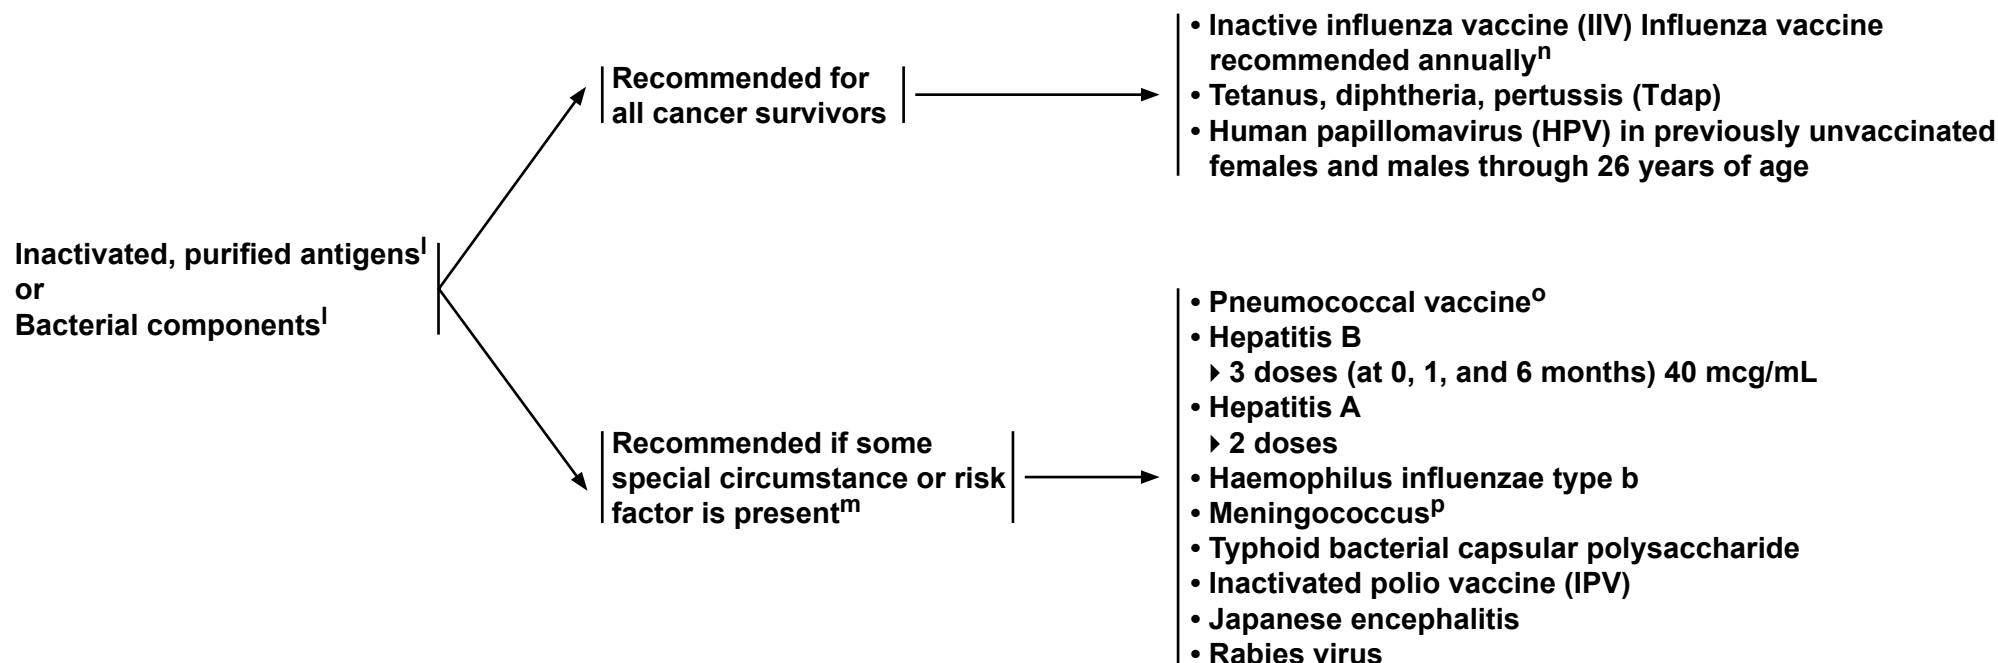 Inactivated, purified antigensˡ
or
Bacterial componentsˡ
Recommended for
all cancer survivors
• Inactive influenza vaccine (IIV) Influenza vaccine
recommended annuallyⁿ
• Tetanus, diphtheria, pertussis (Tdap)
• Human papillomavirus (HPV) in previously unvaccinated
females and males through 26 years of age
Recommended if some
special circumstance or risk
factor is presentᵐ
• Pneumococcal vaccineᵒ
• Hepatitis B
▸ 3 doses (at 0, 1, and 6 months) 40 mcg/mL
• Hepatitis A
▸ 2 doses
• Haemophilus influenzae type b
• Meningococcusᵖ
• Typhoid bacterial capsular polysaccharide
• Inactivated polio vaccine (IPV)
• Japanese encephalitis
• Rabies virus